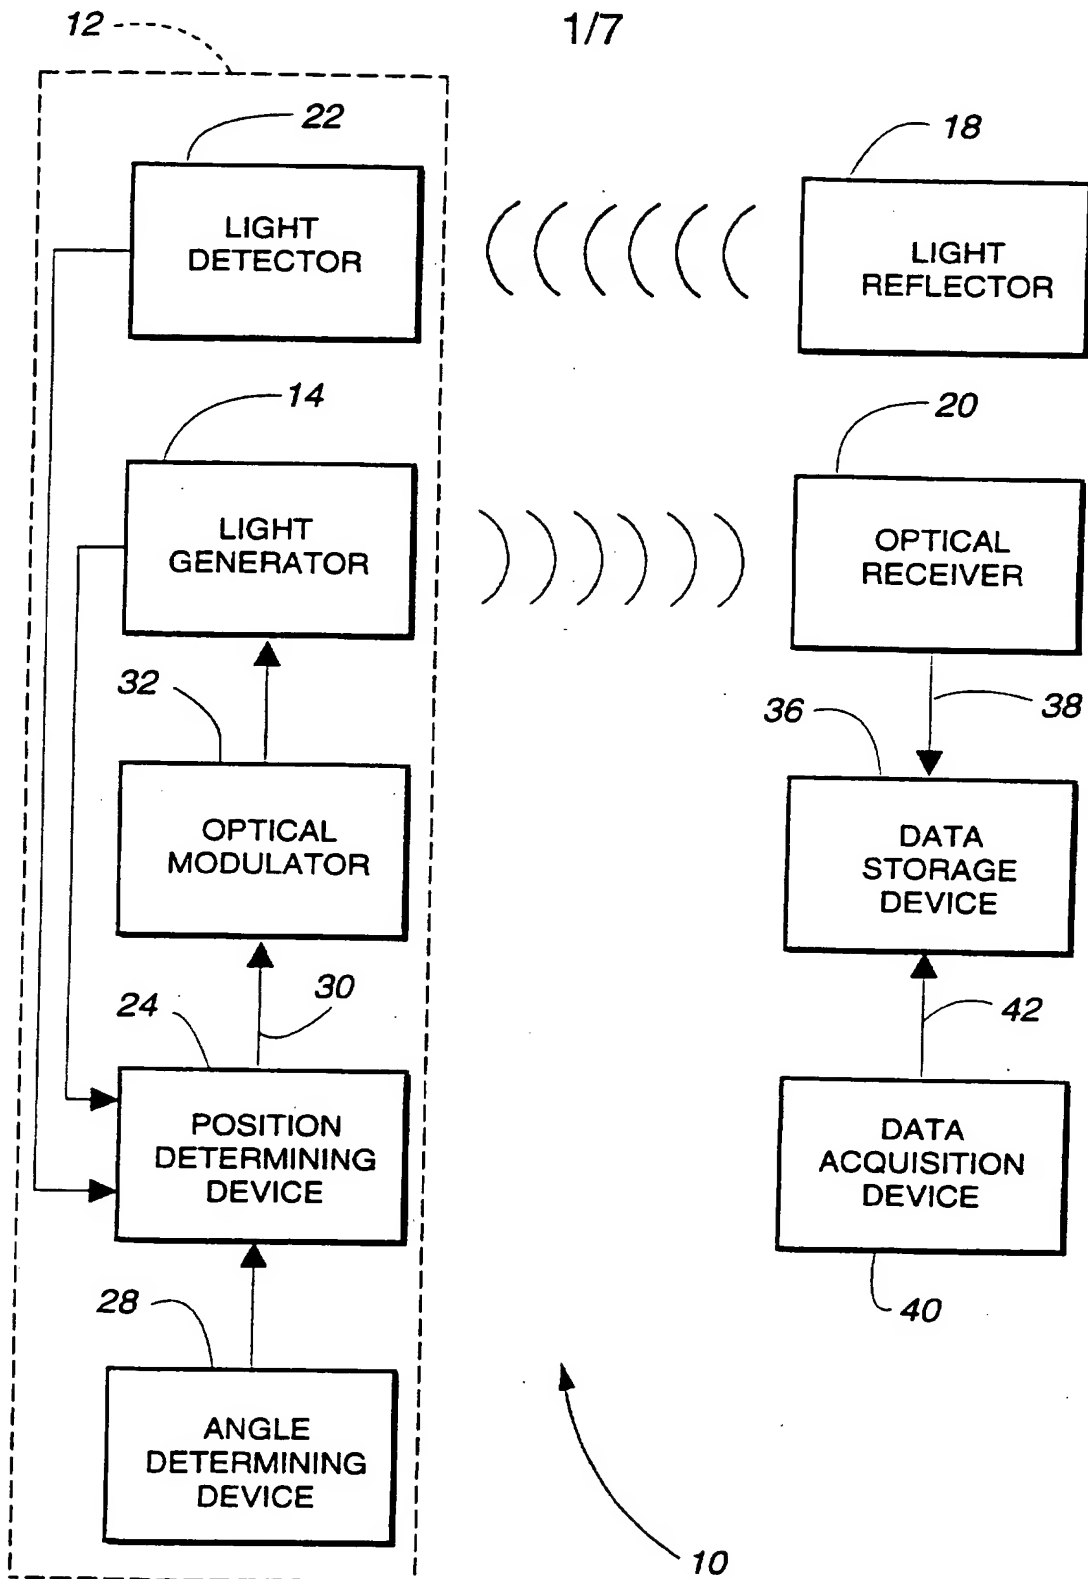 1/7
12
22
LIGHT
DETECTOR
18
LIGHT
REFLECTOR
14
LIGHT
GENERATOR
20
OPTICAL
RECEIVER
32
OPTICAL
MODULATOR
38
36
DATA
STORAGE
DEVICE
30
24
POSITION
DETERMINING
DEVICE
42
DATA
ACQUISITION
DEVICE
40
28
ANGLE
DETERMINING
DEVICE
10